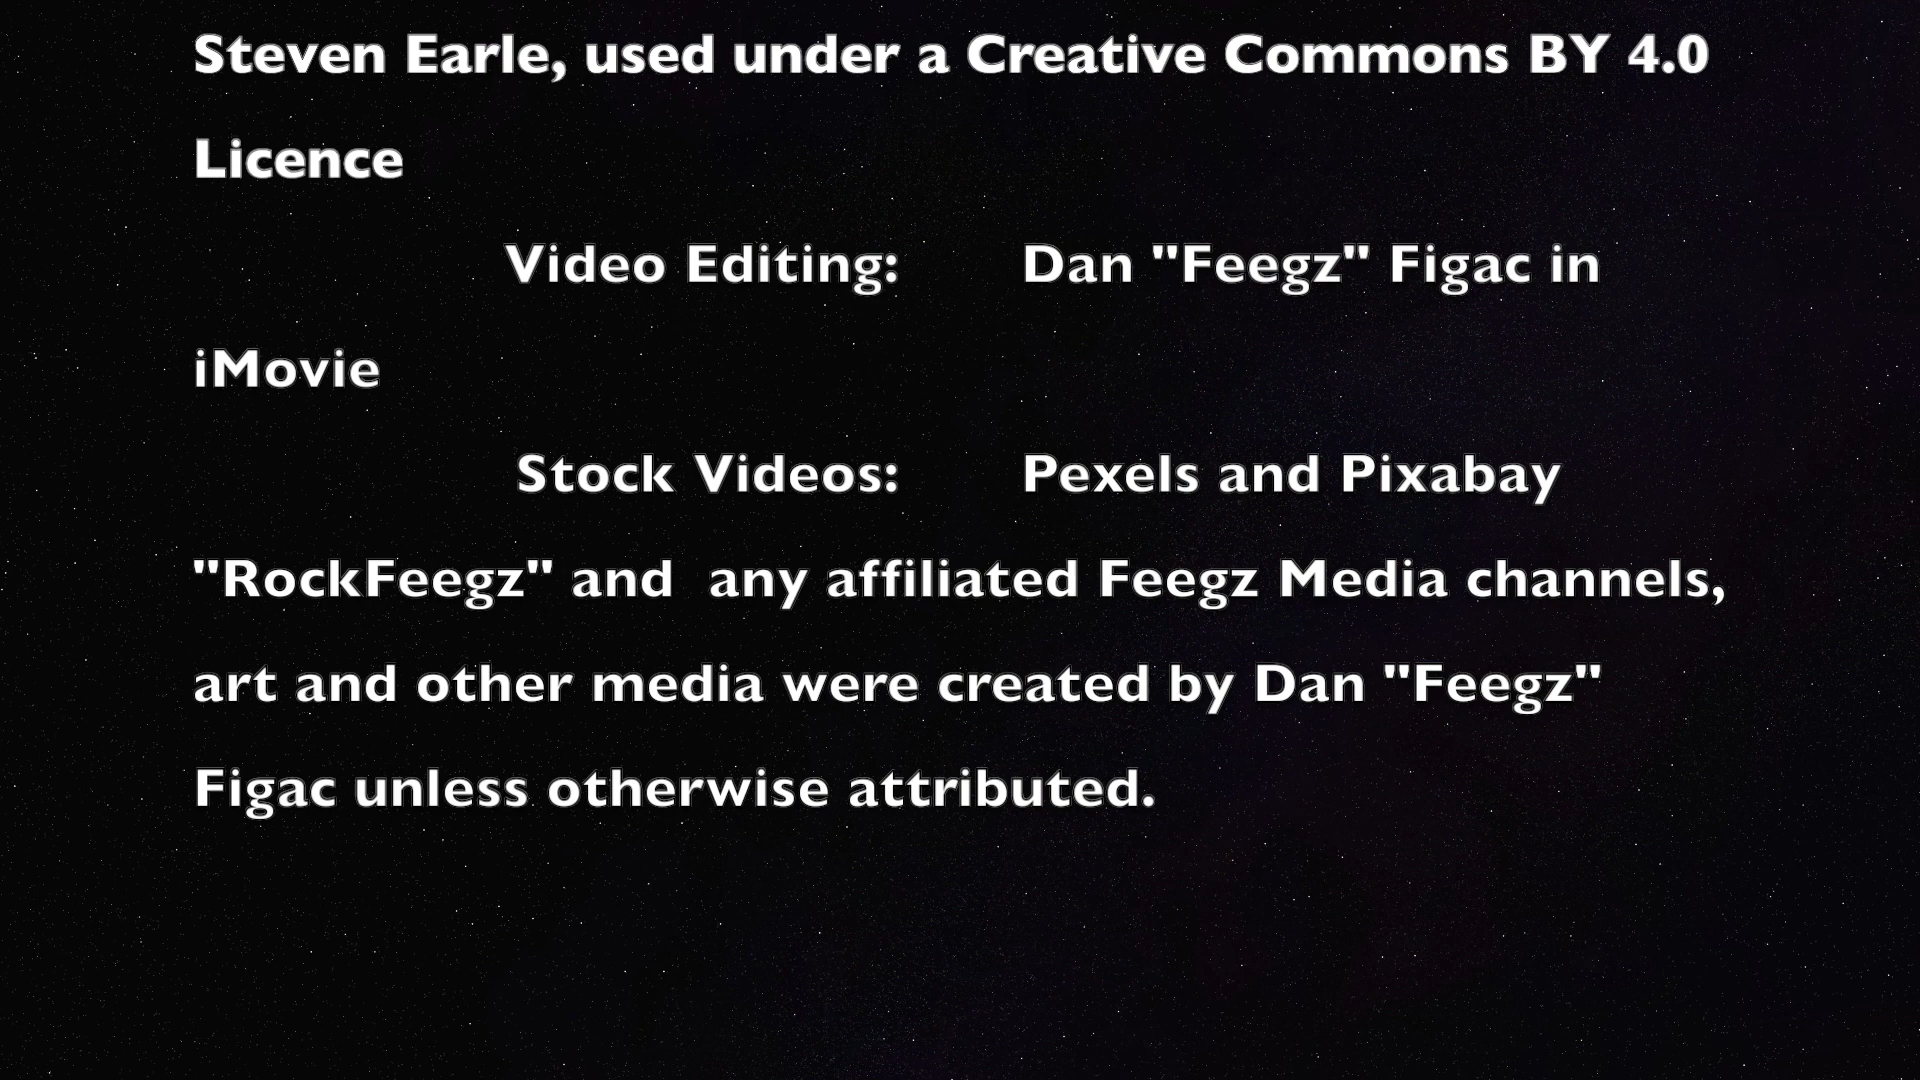 Steven Earle, used under a Creative Commons BY 4.0
Licence
Video Editing: Dan "Feegz" Figac in
iMovie
Stock Videos: Pexels and Pixabay
"RockFeegz" and  any affiliated Feegz Media channels,
art and other media were created by Dan "Feegz"
Figac unless otherwise attributed.